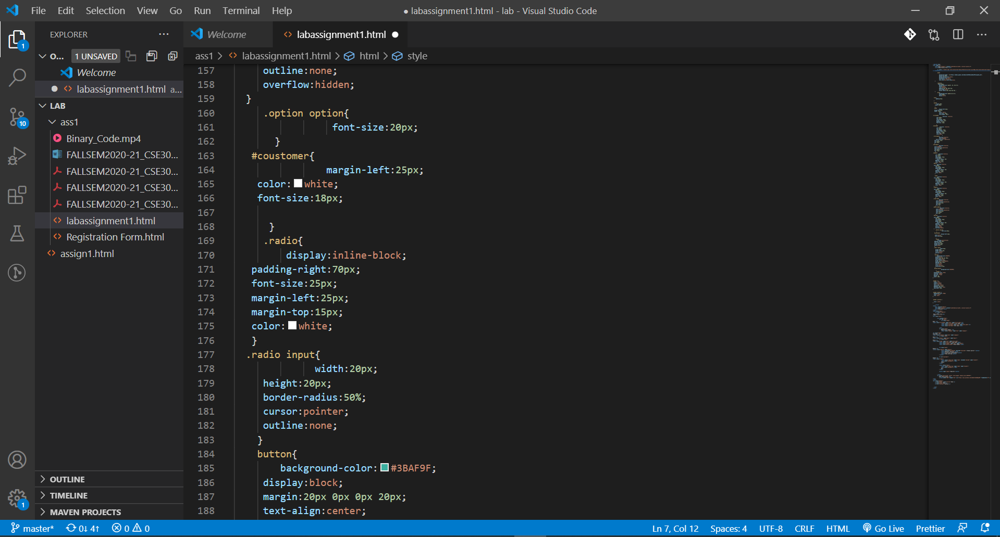 File Edit Selection View Go Run Terminal Help
● labassignment1.html - lab - Visual Studio Code
EXPLORER
Welcome
labassignment1.html
O... 1 UNSAVED
Welcome
labassignment1.html a...
LAB
ass1
Binary_Code.mp4
FALLSEM2020-21_CSE30...
FALLSEM2020-21_CSE30...
FALLSEM2020-21_CSE30...
FALLSEM2020-21_CSE30...
labassignment1.html
Registration Form.html
assign1.html
OUTLINE
TIMELINE
MAVEN PROJECTS
1
10
1
ass1 > labassignment1.html > html > style
157 outline:none;
158 overflow:hidden;
159 }
160 .option option{
161 font-size:20px;
162 }
163 #coustomer{
164 margin-left:25px;
165 color:white;
166 font-size:18px;
167
168 }
169 .radio{
170 display:inline-block;
171 padding-right:70px;
172 font-size:25px;
173 margin-left:25px;
174 margin-top:15px;
175 color:white;
176 }
177 .radio input{
178 width:20px;
179 height:20px;
180 border-radius:50%;
181 cursor:pointer;
182 outline:none;
183 }
184 button{
185 background-color:#3BAF9F;
186 display:block;
187 margin:20px 0px 0px 20px;
188 text-align:center;
master* 0↓ 4↑ 0 0 Ln 7, Col 12 Spaces: 4 UTF-8 CRLF HTML Go Live Prettier